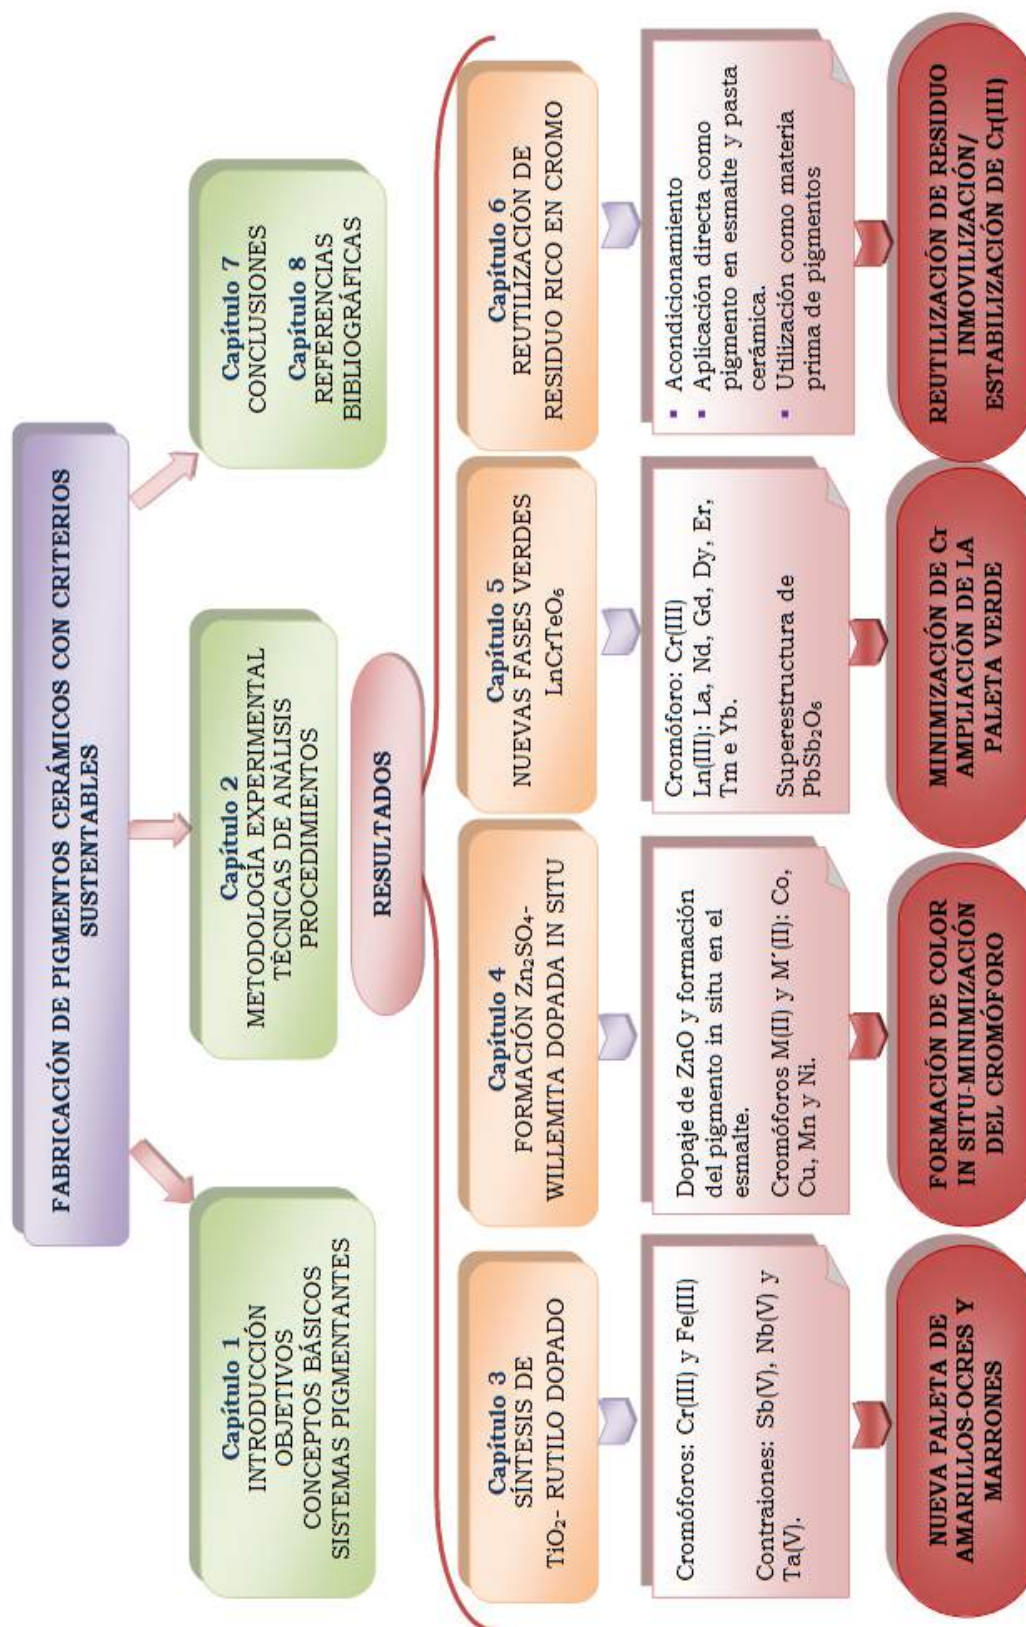 FABRICACIÓN DE PIGMENTOS CERÁMICOS CON CRITERIOS
SUSTENTABLES
Capítulo 1
INTRODUCCIÓN
OBJETIVOS
CONCEPTOS BÁSICOS
SISTEMAS PIGMENTANTES
Capítulo 2
METODOLOGÍA EXPERIMENTAL
TÉCNICAS DE ANÁLISIS
PROCEDIMIENTOS
Capítulo 7
CONCLUSIONES
Capítulo 8
REFERENCIAS
BIBLIOGRÁFICAS
RESULTADOS
Capítulo 3
SÍNTESIS DE
TiO₂- RUTILO DOPADO
Cromóforos: Cr(III) y Fe(III)
Contraiones: Sb(V), Nb(V) y
Ta(V).
NUEVA PALETA DE
AMARILLOS-OCRES Y
MARRONES
Capítulo 4
FORMACIÓN Zn₂SO₄-
WILLEMITA DOPADA IN SITU
Dopaje de ZnO y formación
del pigmento in situ en el
esmalte.
Cromóforos M(II) y M´(II): Co,
Cu, Mn y Ni.
FORMACIÓN DE COLOR
IN SITU-MINIMIZACIÓN
DEL CROMÓFORO
Capítulo 5
NUEVAS FASES VERDES
LnCrTeO₆
Cromóforo: Cr(III)
Ln(III): La, Nd, Gd, Dy, Er,
Tm e Yb.
Superestructura de
PbSb₂O₆
MINIMIZACIÓN DE Cr
AMPLIACIÓN DE LA
PALETA VERDE
Capítulo 6
REUTILIZACIÓN DE
RESIDUO RICO EN CROMO
▪ Acondicionamiento
▪ Aplicación directa como
pigmento en esmalte y pasta
cerámica.
▪ Utilización como materia
prima de pigmentos
REUTILIZACIÓN DE RESIDUO
INMOVILIZACIÓN/
ESTABILIZACIÓN DE Cr(III)